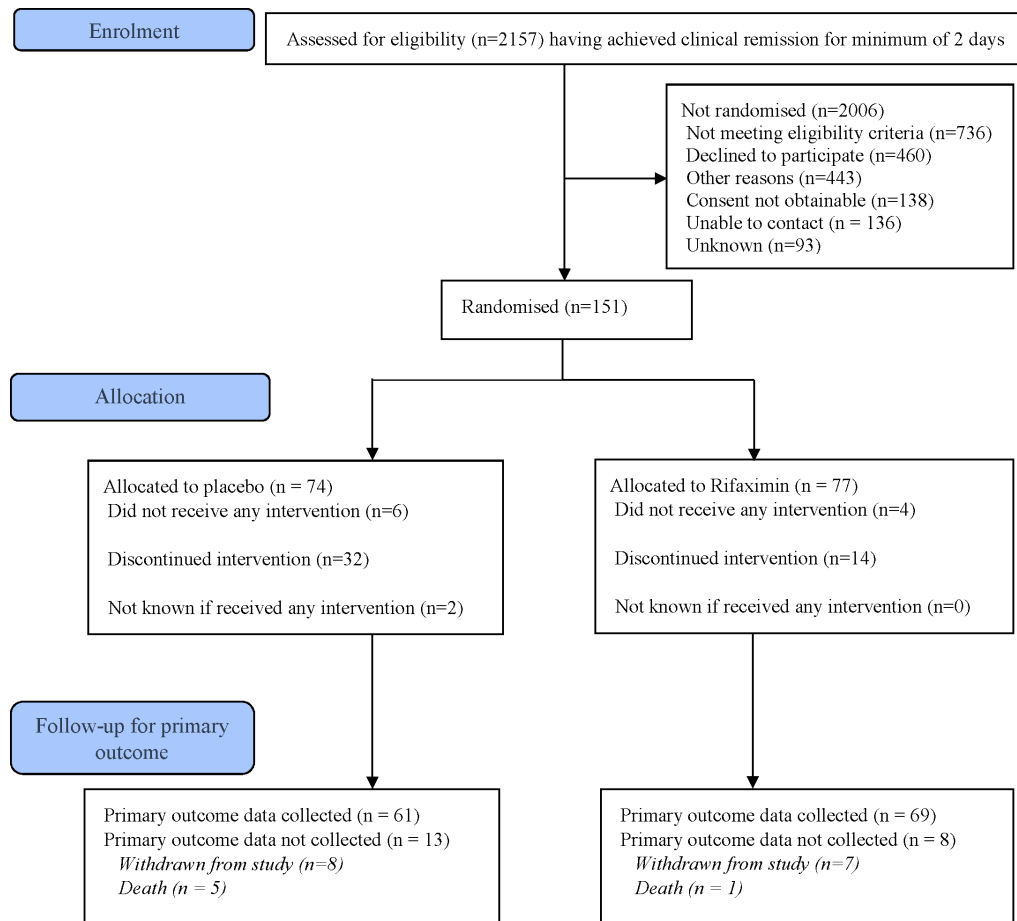 Enrolment
Assessed for eligibility (n=2157) having achieved clinical remission for minimum of 2 days
Not randomised (n=2006)
Not meeting eligibility criteria (n=736)
Declined to participate (n=460)
Other reasons (n=443)
Consent not obtainable (n=138)
Unable to contact (n = 136)
Unknown (n=93)
Randomised (n=151)
Allocation
Allocated to placebo (n = 74)
Did not receive any intervention (n=6)
Discontinued intervention (n=32)
Not known if received any intervention (n=2)
Allocated to Rifaximin (n = 77)
Did not receive any intervention (n=4)
Discontinued intervention (n=14)
Not known if received any intervention (n=0)
Follow-up for primary
outcome
Primary outcome data collected (n = 61)
Primary outcome data not collected (n = 13)
Withdrawn from study (n=8)
Death (n = 5)
Primary outcome data collected (n = 69)
Primary outcome data not collected (n = 8)
Withdrawn from study (n=7)
Death (n = 1)